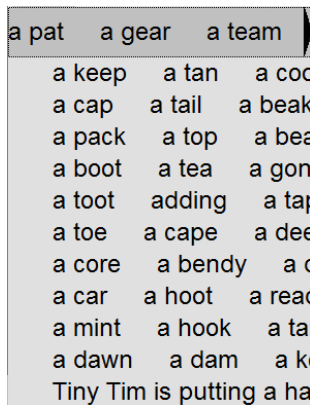 a pat a gear a team
a keep a tan a
a cap a tail a beak
a pack a top a
a boot a tea a
a toot adding a
a toe a cape a
a core a bendy a
a car a hoot a
a mint a hook a
a dawn a dam a
Tiny Tim is putting a